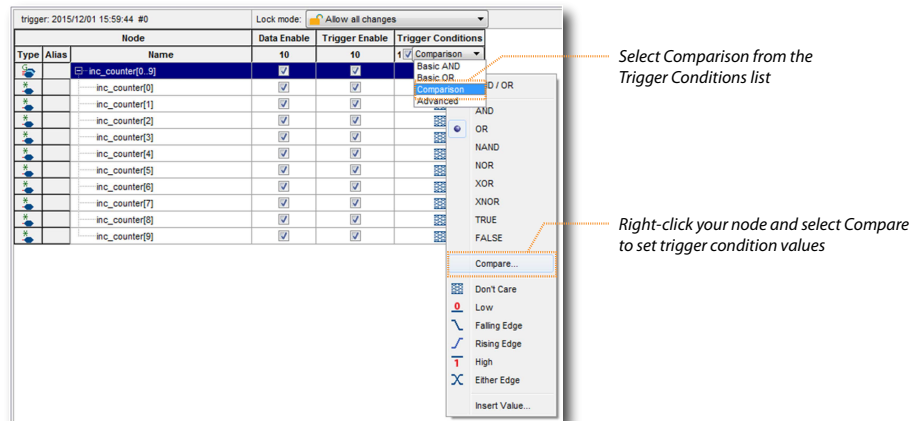 trigger: 2015/12/01 15:59:44 #0 Lock mode: Allow all changes
Node Data Enable Trigger Enable Trigger Conditions
Type Alias Name 10 10 1 Comparison
inc_counter[0..9]
inc_counter[0]
inc_counter[1]
inc_counter[2]
inc_counter[3]
inc_counter[4]
inc_counter[5]
inc_counter[6]
inc_counter[7]
inc_counter[8]
inc_counter[9]
Basic AND
Basic OR
Comparison
Advanced
D / OR
AND
OR
NAND
NOR
XOR
XNOR
TRUE
FALSE
Compare...
Don't Care
0 Low
Falling Edge
Rising Edge
1 High
Either Edge
Insert Value...
Select Comparison from the
Trigger Conditions list
Right-click your node and select Compare
to set trigger condition values